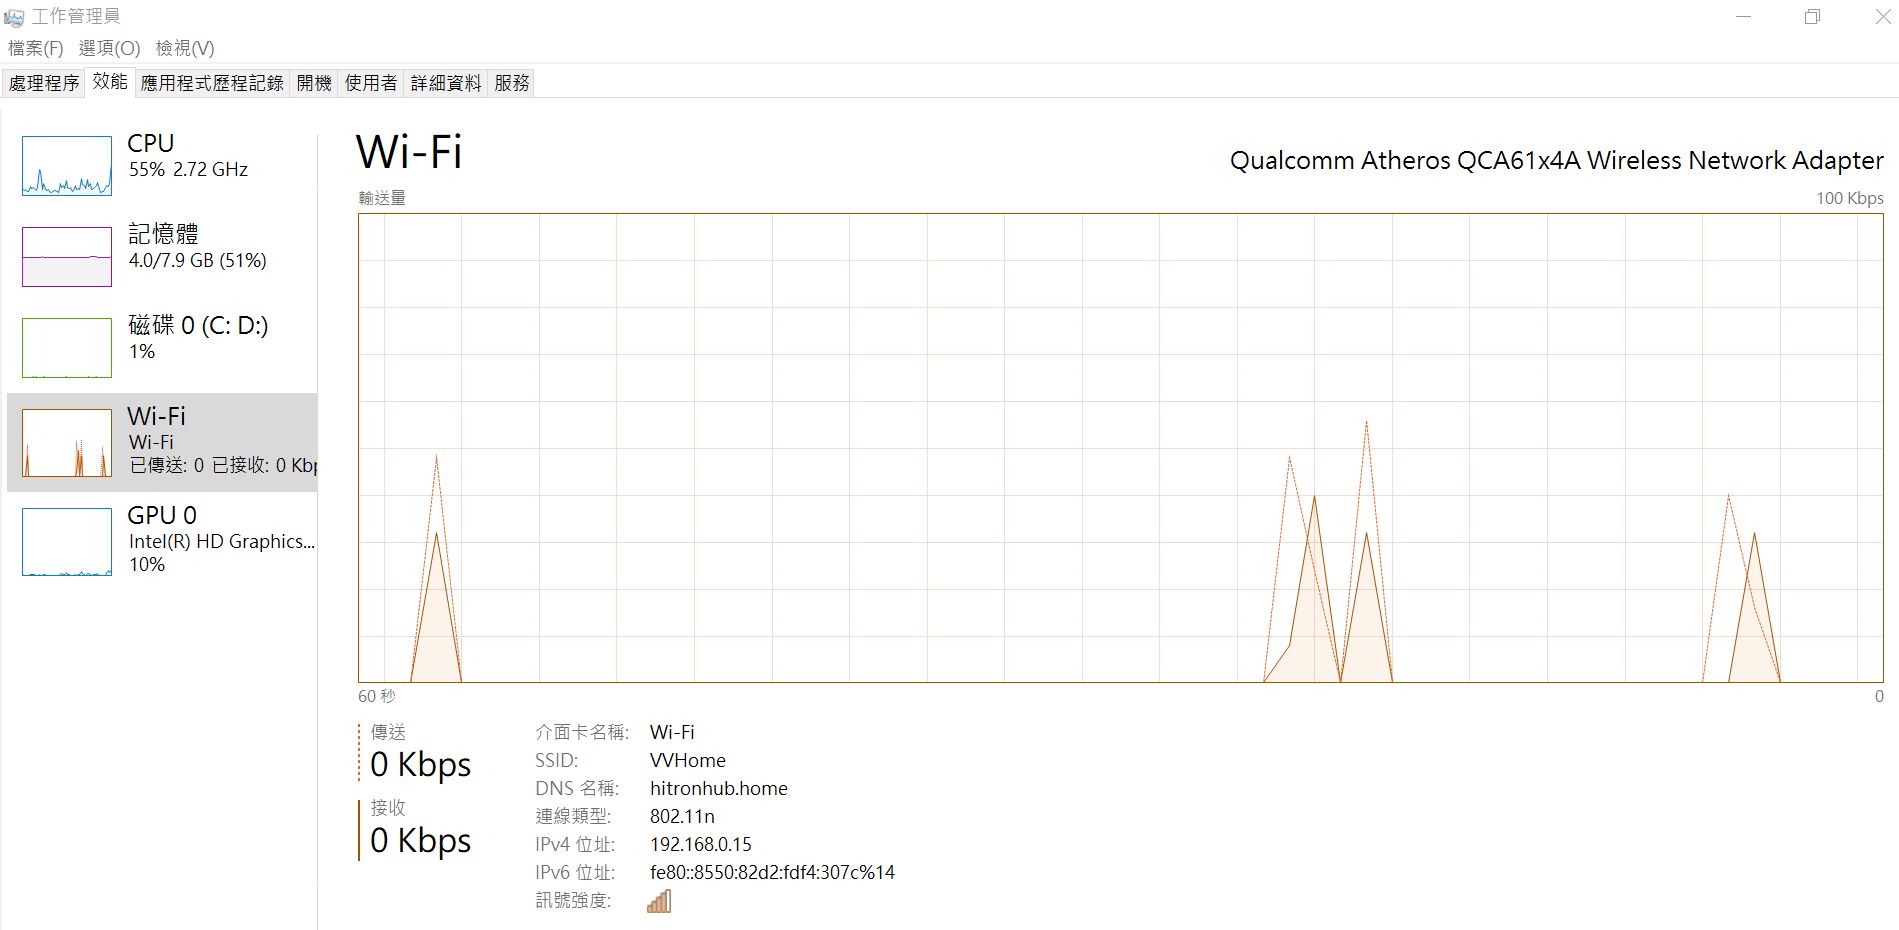 工作管理員
檔案(F) 選項(O) 檢視(V)
處理程序 效能 應用程式歷程記錄 開機 使用者 詳細資料 服務
CPU
55% 2.72 GHz
記憶體
4.0/7.9 GB (51%)
磁碟 0 (C: D:)
1%
Wi-Fi
Wi-Fi
已傳送: 0 已接收: 0 Kbp
GPU 0
Intel(R) HD Graphics...
10%
Wi-Fi
Qualcomm Atheros QCA61x4A Wireless Network Adapter
輸送量
100 Kbps
60 秒
0
傳送
0 Kbps
接收
0 Kbps
介面卡名稱: Wi-Fi
SSID: VVHome
DNS 名稱: hitronhub.home
連線類型: 802.11n
IPv4 位址: 192.168.0.15
IPv6 位址: fe80::8550:82d2:fdf4:307c%14
訊號強度: